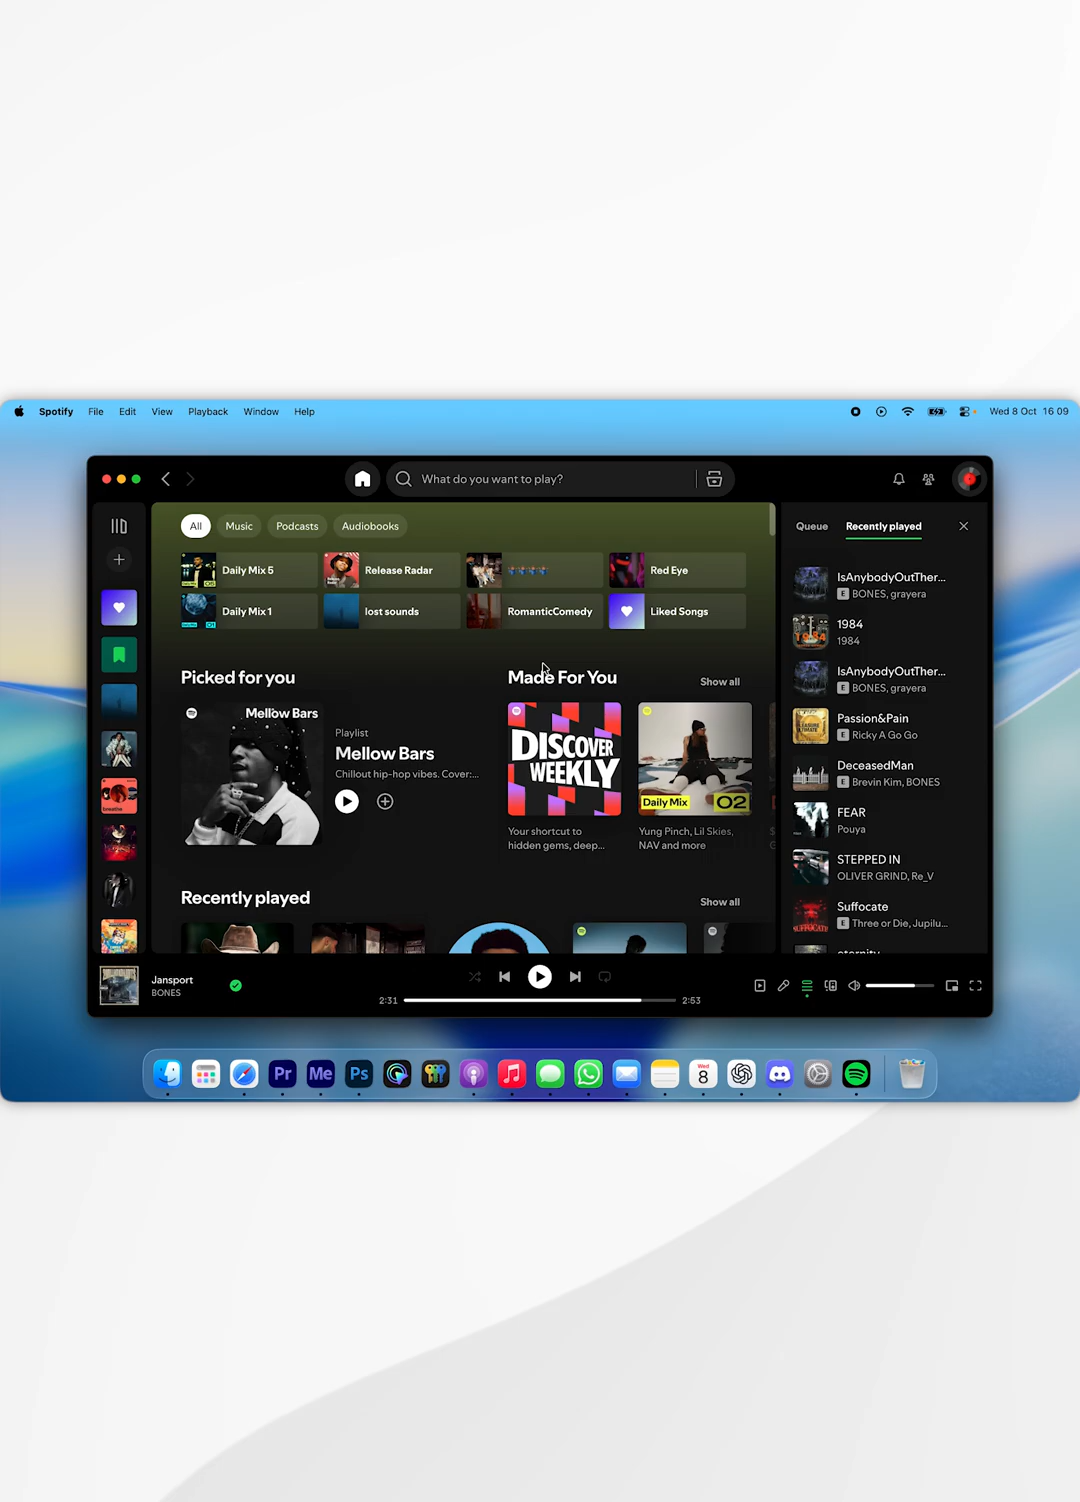 Spotify File Edit View Playback Window Help Wed 8 Oct 16 09
What do you want to play?
All Music Podcasts Audiobooks
Daily Mix 5 Release Radar Red Eye
Daily Mix 1 lost sounds RomanticComedy Liked Songs
Picked for you
Mellow Bars
Playlist
Mellow Bars
Chillout hip-hop vibes. Cover:...
Made For You Show all
DISCOVER
WEEKLY
Daily Mix 02
Your shortcut to
hidden gems, deep...
Yung Pinch, Lil Skies,
NAV and more
Recently played Show all
Queue Recently played
IsAnybodyOutTher...
E BONES, grayera
1984
1984
IsAnybodyOutTher...
E BONES, grayera
Passion&Pain
E Ricky A Go Go
DeceasedMan
E Brevin Kim, BONES
FEAR
Pouya
STEPPED IN
OLIVER GRIND, Re_V
Suffocate
E Three or Die, Jupilu...
Jansport
BONES
2:31 2:53
Pr Me Ps
Wed
8